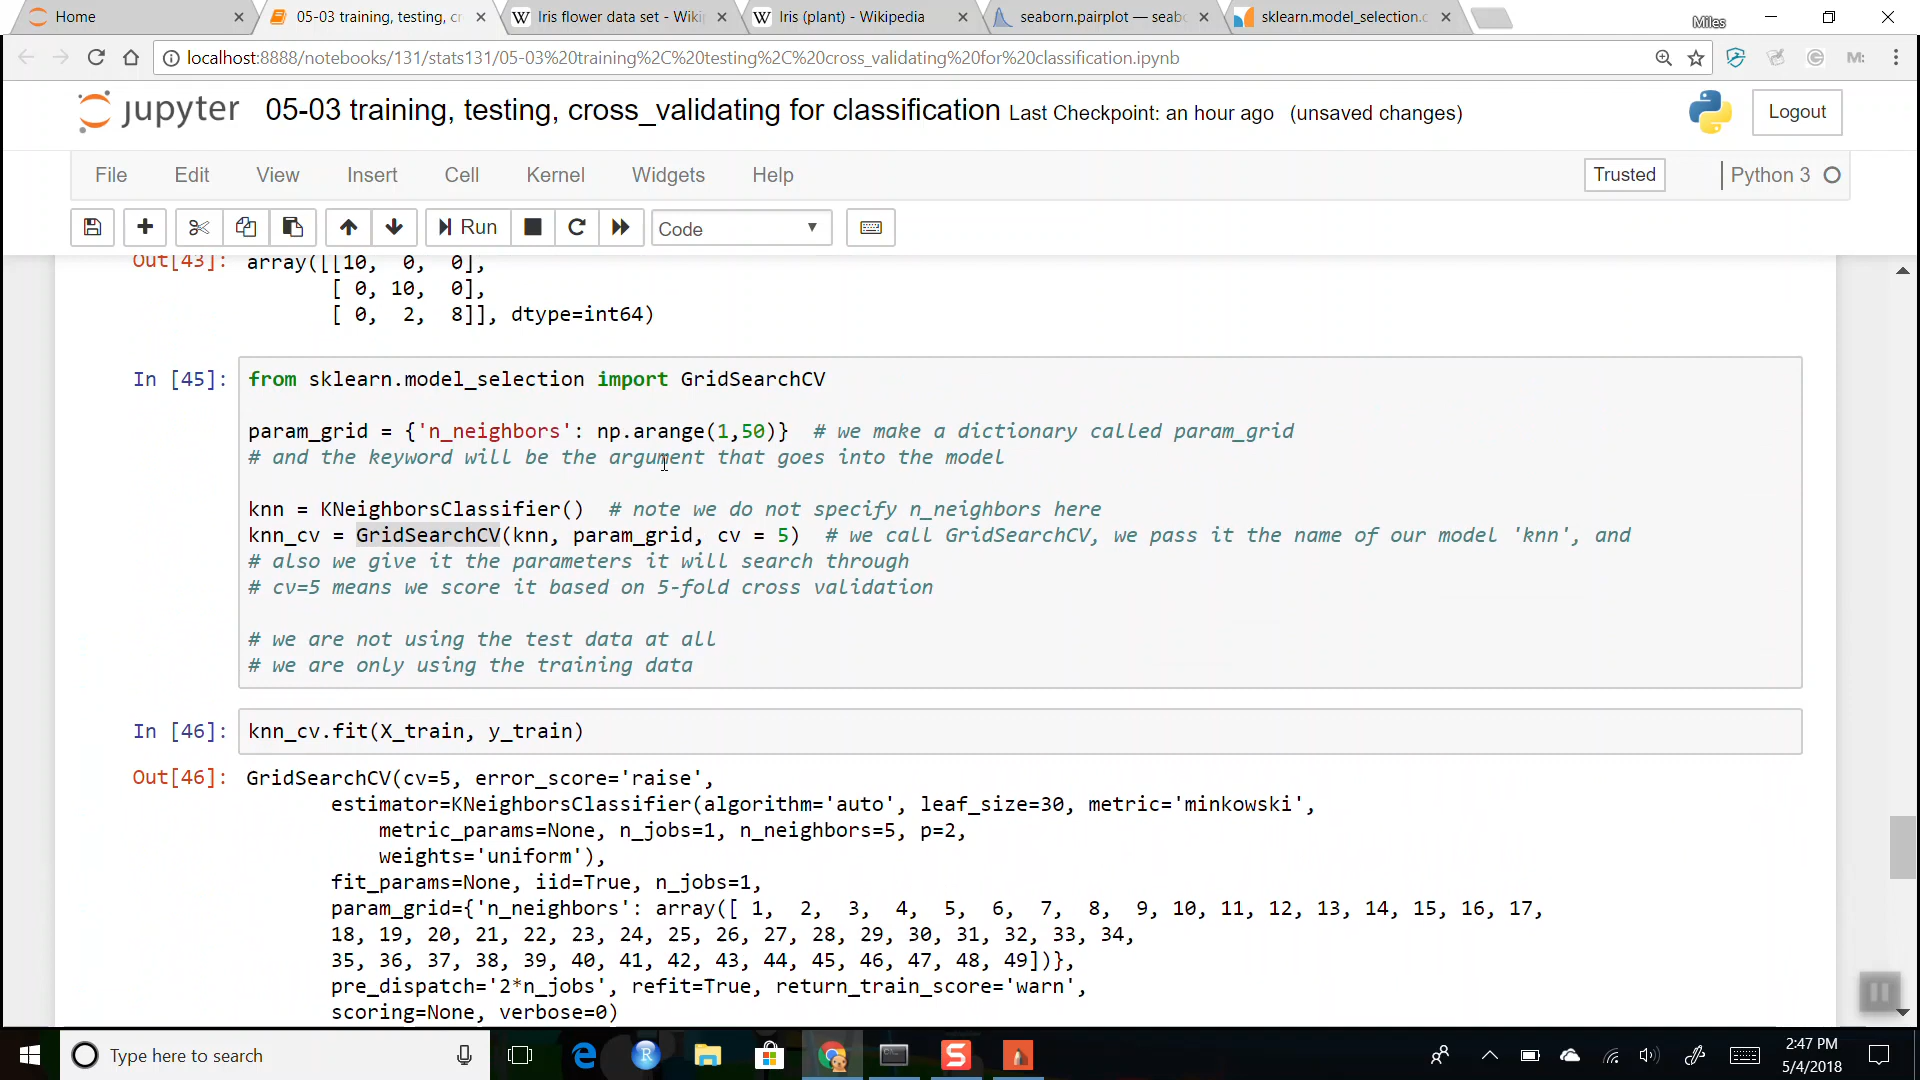 Home
05-03 training, testing, cr
Iris flower data set - Wiki
Iris (plant) - Wikipedia
seaborn.pairplot — seab
sklearn.model_selection.
Miles
localhost:8888/notebooks/131/stats131/05-03%20training%2C%20testing%2C%20cross_validating%20for%20classification.ipynb
M:
jupyter 05-03 training, testing, cross_validating for classification Last Checkpoint: an hour ago (unsaved changes)
Logout
File Edit View Insert Cell Kernel Widgets Help
Trusted
Python 3
Run
Code
Out[43]: array([[10, 0, 0],
[ 0, 10, 0],
[ 0, 2, 8]], dtype=int64)
In [45]: from sklearn.model_selection import GridSearchCV
param_grid = {'n_neighbors': np.arange(1,50)} # we make a dictionary called param_grid
# and the keyword will be the argument that goes into the model
knn = KNeighborsClassifier() # note we do not specify n_neighbors here
knn_cv = GridSearchCV(knn, param_grid, cv = 5) # we call GridSearchCV, we pass it the name of our model 'knn', and
# also we give it the parameters it will search through
# cv=5 means we score it based on 5-fold cross validation
# we are not using the test data at all
# we are only using the training data
In [46]: knn_cv.fit(X_train, y_train)
Out[46]: GridSearchCV(cv=5, error_score='raise',
estimator=KNeighborsClassifier(algorithm='auto', leaf_size=30, metric='minkowski',
metric_params=None, n_jobs=1, n_neighbors=5, p=2,
weights='uniform'),
fit_params=None, iid=True, n_jobs=1,
param_grid={'n_neighbors': array([ 1, 2, 3, 4, 5, 6, 7, 8, 9, 10, 11, 12, 13, 14, 15, 16, 17,
18, 19, 20, 21, 22, 23, 24, 25, 26, 27, 28, 29, 30, 31, 32, 33, 34,
35, 36, 37, 38, 39, 40, 41, 42, 43, 44, 45, 46, 47, 48, 49])},
pre_dispatch='2*n_jobs', refit=True, return_train_score='warn',
scoring=None, verbose=0)
Type here to search
2:47 PM
5/4/2018